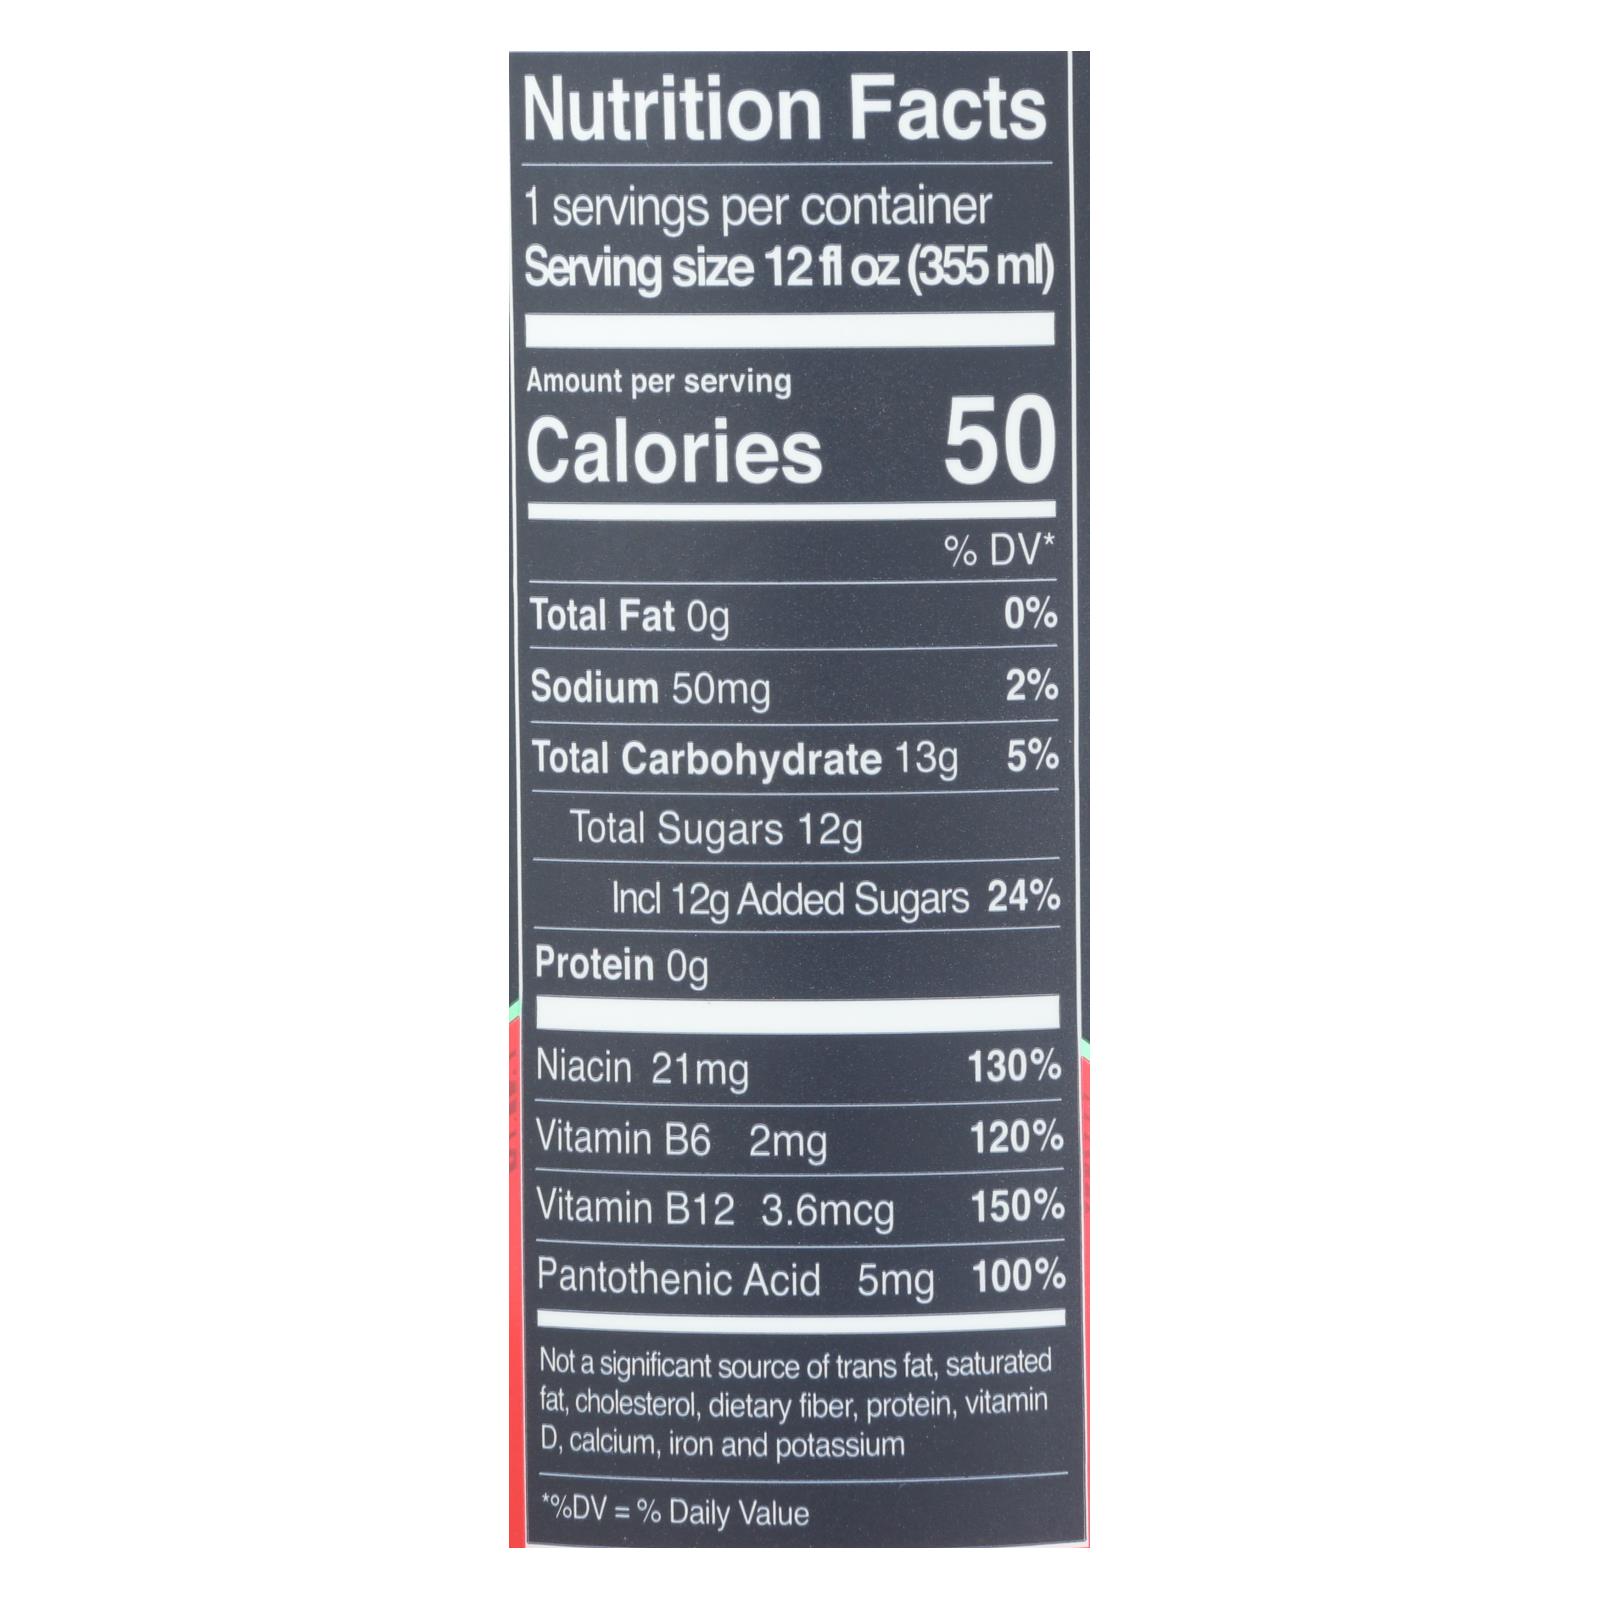 Nutrition Facts
1 servings per container
Serving size 12 fl oz (355 ml)
Amount per serving
Calories 50
% DV*
Total Fat 0g 0%
Sodium 50mg 2%
Total Carbohydrate 13g 5%
Total Sugars 12g
Incl 12g Added Sugars 24%
Protein 0g
Niacin 21mg 130%
Vitamin B6 2mg 120%
Vitamin B12 3.6mcg 150%
Pantothenic Acid 5mg 100%
Not a significant source of trans fat, saturated
fat, cholesterol, dietary fiber, protein, vitamin
D, calcium, iron and potassium
*%DV = % Daily Value